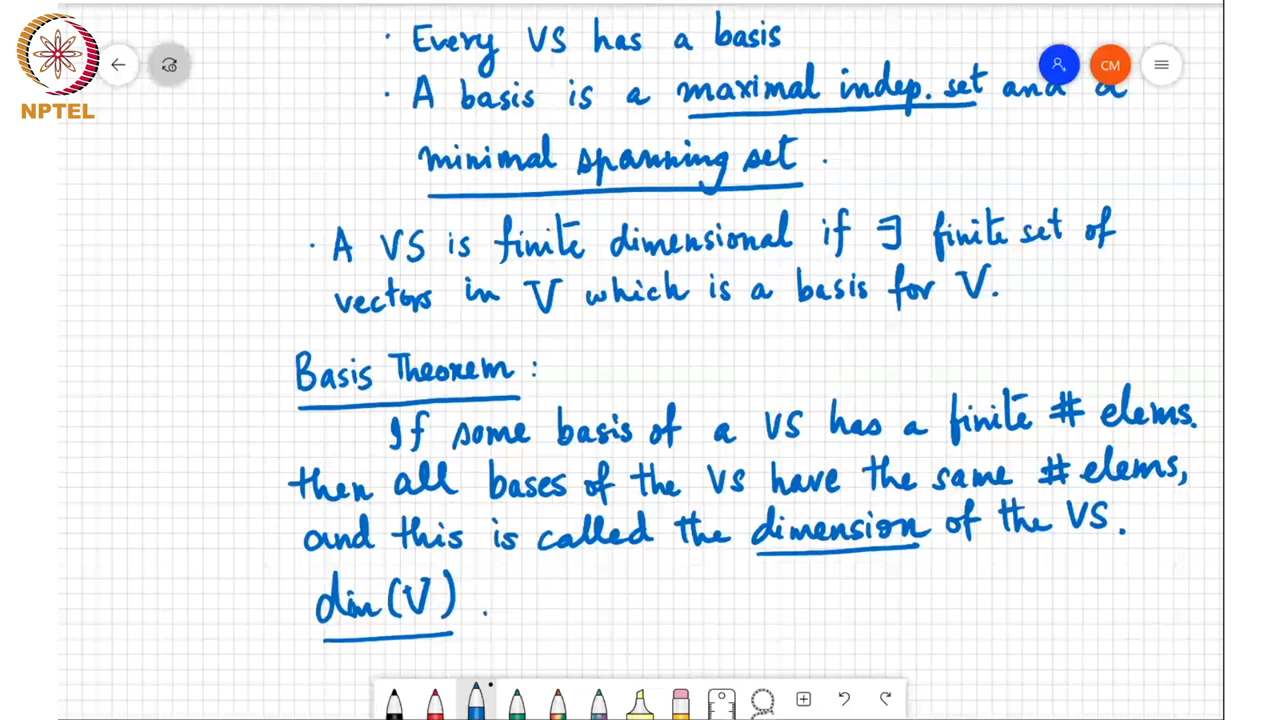 · Every VS has a basis
· A basis is a maximal indep. set and a
minimal spanning set .
· A VS is finite dimensional if ∃ finite set of
vectors in V which is a basis for V.
Basis Theorem :
If some basis of a VS has a finite # elems.
then all bases of the VS have the same # elems,
and this is called the dimension of the VS.
dim(V) .
NPTEL
CM